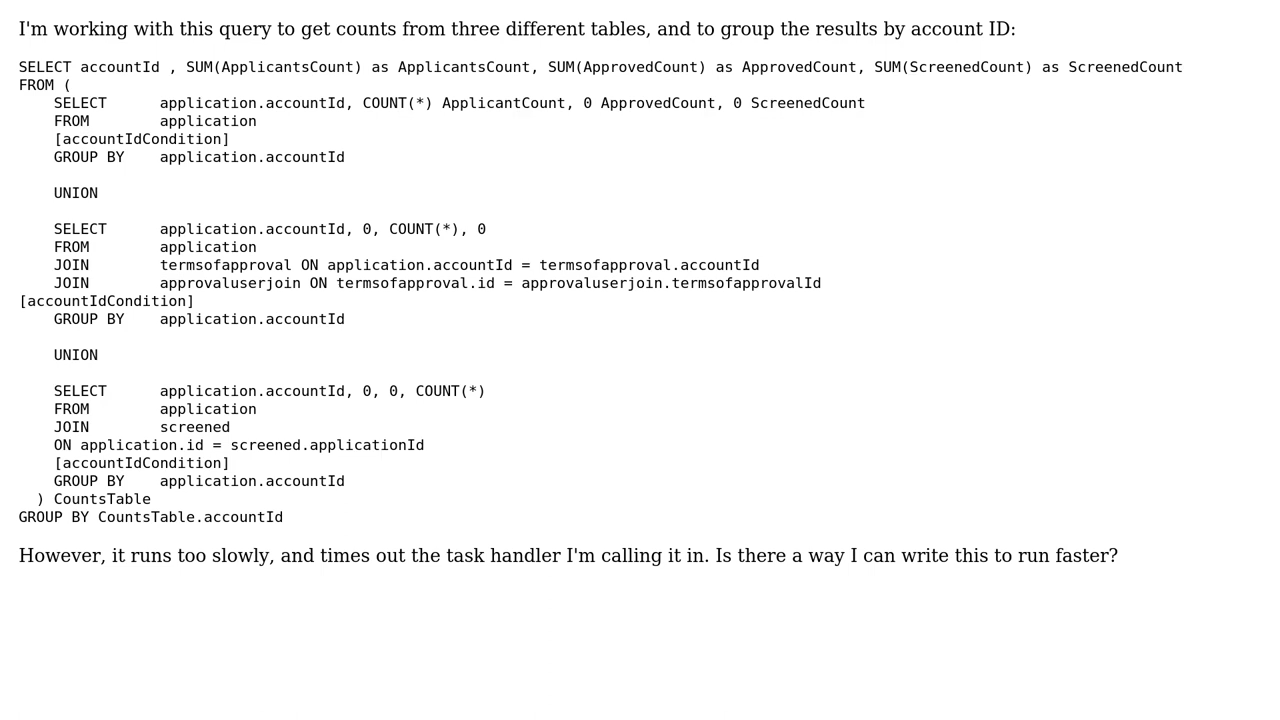 I'm working with this query to get counts from three different tables, and to group the results by account ID:
SELECT accountId , SUM(ApplicantsCount) as ApplicantsCount, SUM(ApprovedCount) as ApprovedCount, SUM(ScreenedCount) as ScreenedCount
FROM (
    SELECT      application.accountId, COUNT(*) ApplicantCount, 0 ApprovedCount, 0 ScreenedCount
    FROM        application
    [accountIdCondition]
    GROUP BY    application.accountId

    UNION

    SELECT      application.accountId, 0, COUNT(*), 0
    FROM        application
    JOIN        termsofapproval ON application.accountId = termsofapproval.accountId
    JOIN        approvaluserjoin ON termsofapproval.id = approvaluserjoin.termsofapprovalId
[accountIdCondition]
    GROUP BY    application.accountId

    UNION

    SELECT      application.accountId, 0, 0, COUNT(*)
    FROM        application
    JOIN        screened
    ON application.id = screened.applicationId
    [accountIdCondition]
    GROUP BY    application.accountId
  ) CountsTable
GROUP BY CountsTable.accountId
However, it runs too slowly, and times out the task handler I'm calling it in. Is there a way I can write this to run faster?